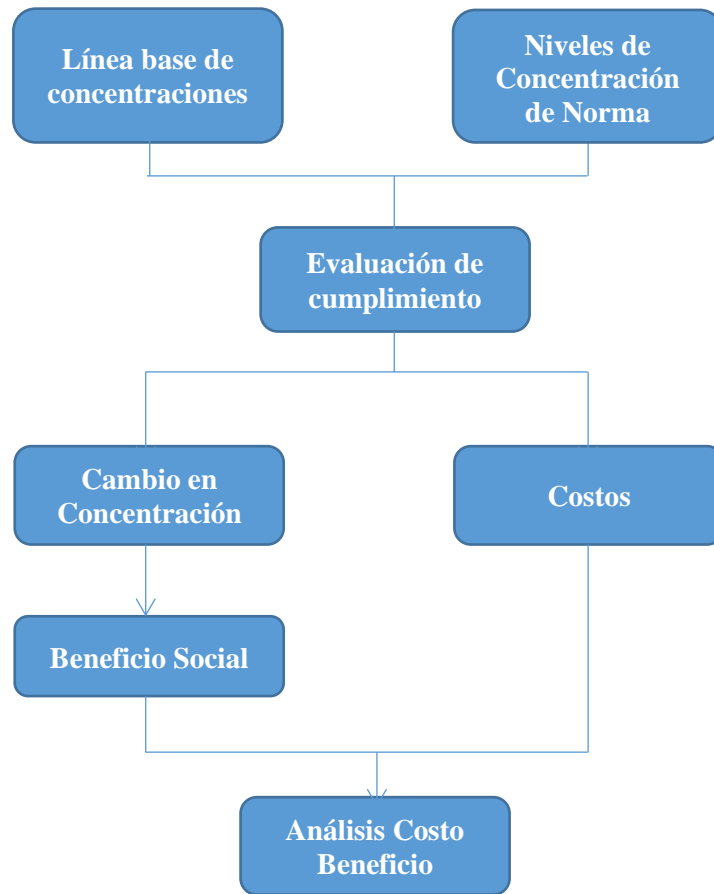 Línea base de
concentraciones
Niveles de
Concentración
de Norma
Evaluación de
cumplimiento
Cambio en
Concentración
Costos
Beneficio Social
Análisis Costo
Beneficio